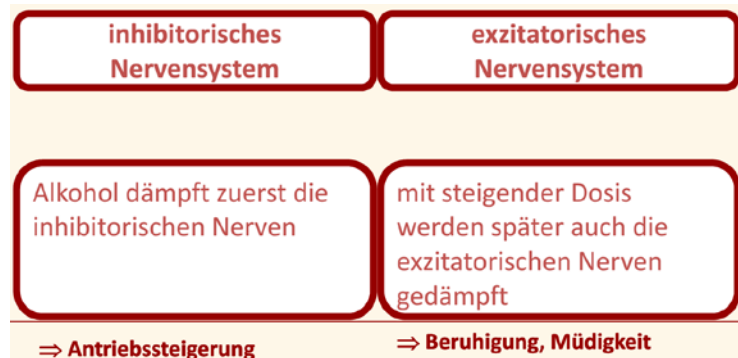 inhibitorisches
Nervensystem
exzitatorisches
Nervensystem
Alkohol dämpft zuerst die
inhibitorischen Nerven
mit steigender Dosis
werden später auch die
exzitatorischen Nerven
gedämpft
⇒ Antriebssteigerung
⇒ Beruhigung, Müdigkeit